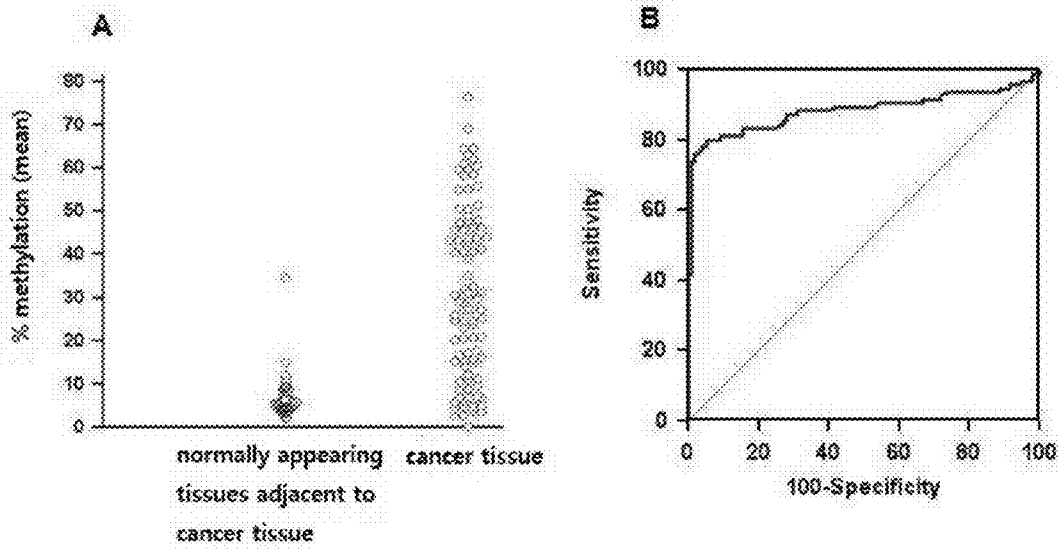 A
% methylation (mean)
80
70
60
50
40
30
20
10
0
normally appearing
tissues adjacent to
cancer tissue
cancer tissue
B
Sensitivity
100
80
60
40
20
0
0 20 40 60 80 100
100-Specificity